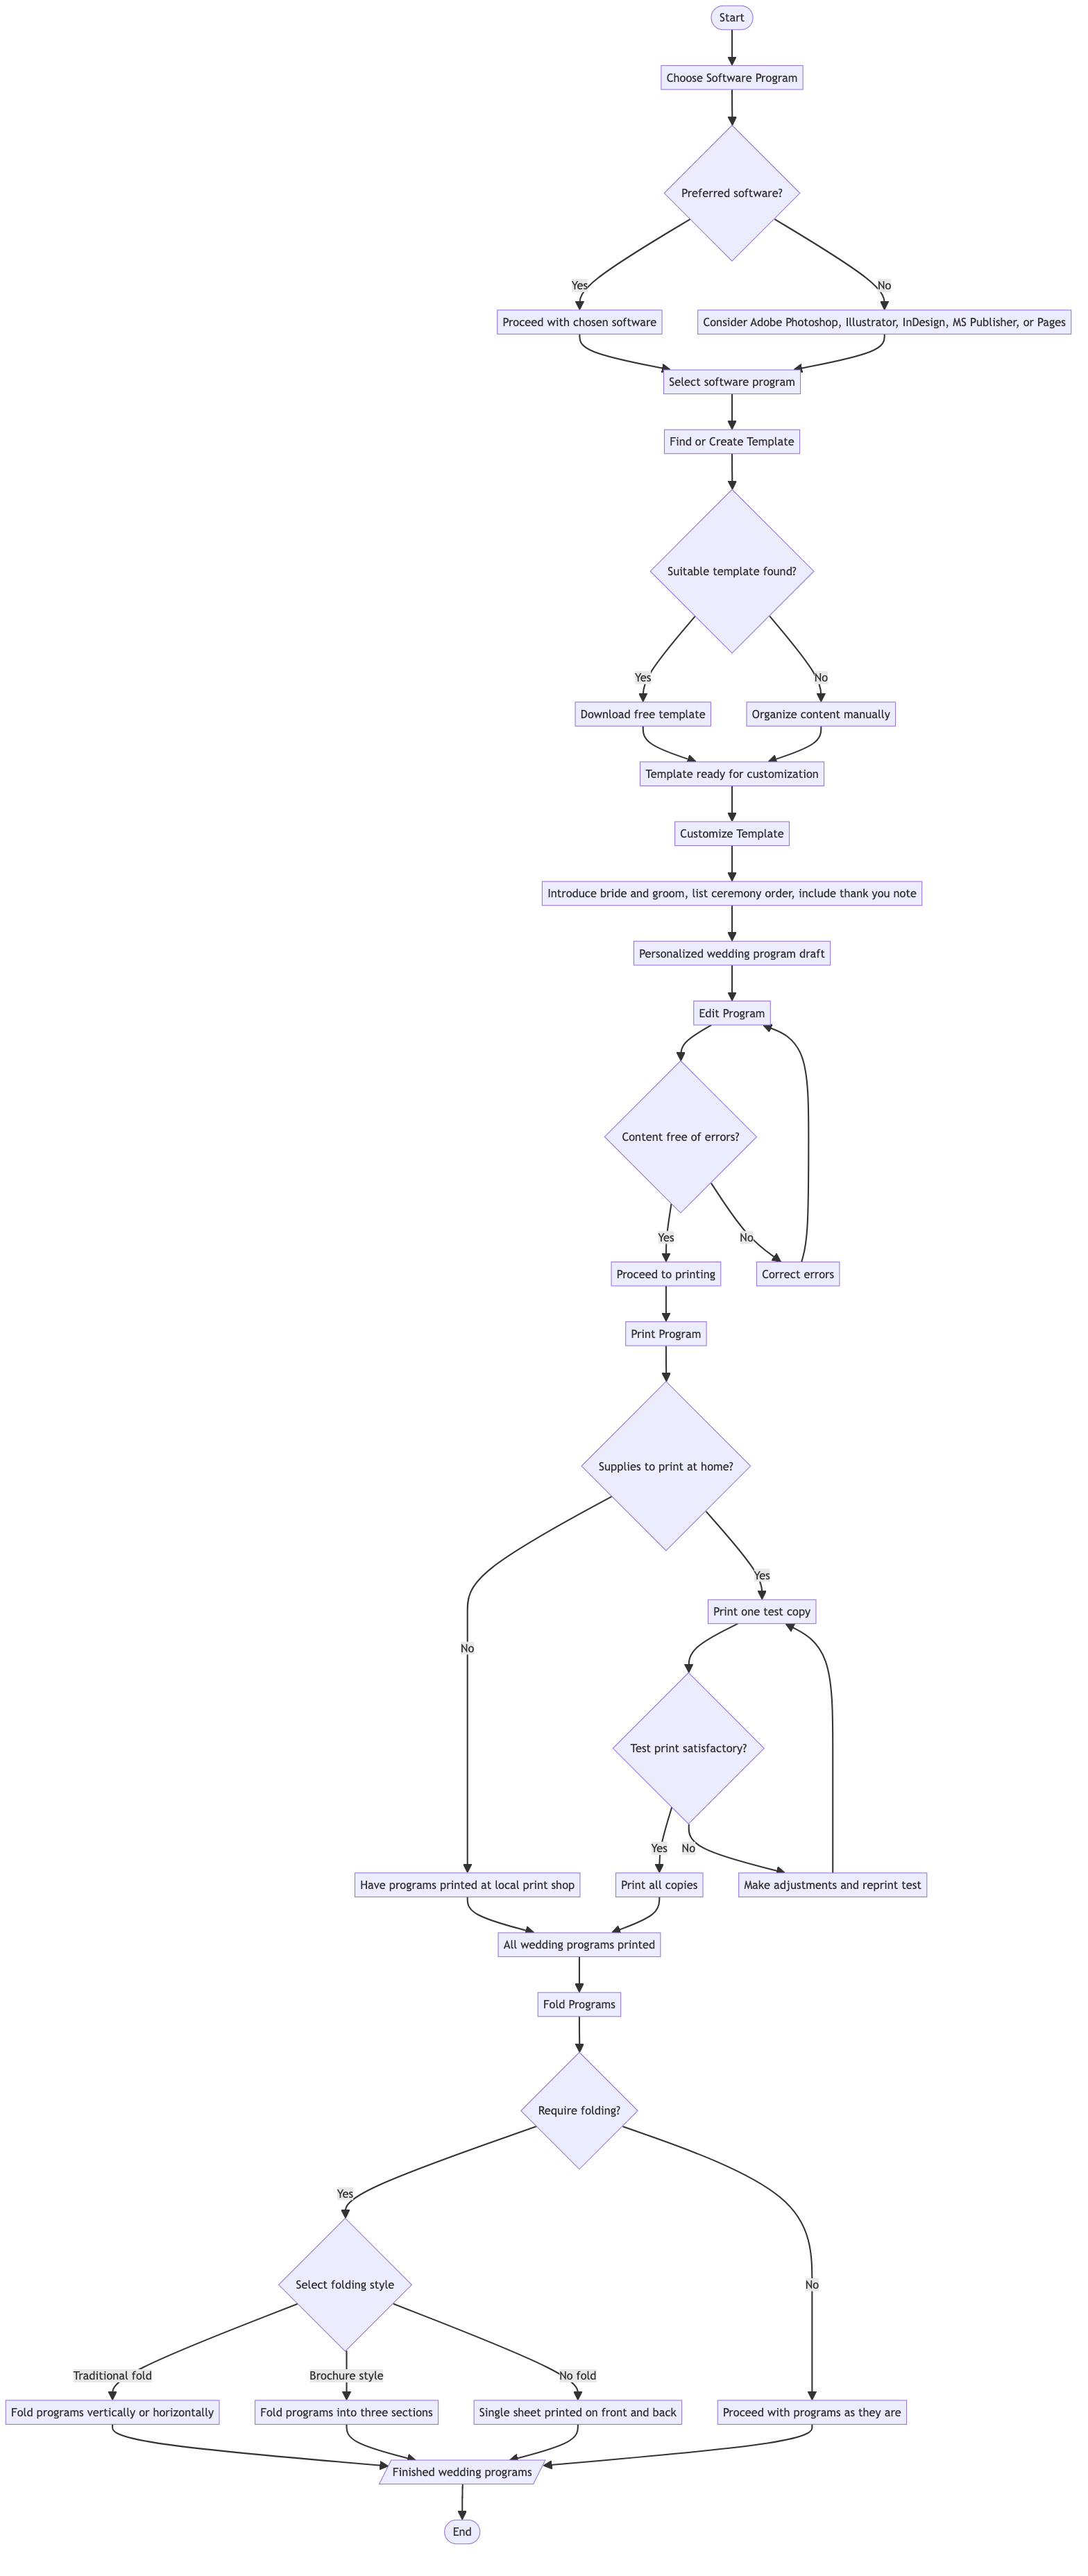 Start
Choose Software Program
Preferred software?
Yes
No
Proceed with chosen software
Consider Adobe Photoshop, Illustrator, InDesign, MS Publisher, or Pages
Select software program
Find or Create Template
Suitable template found?
Yes
No
Download free template
Organize content manually
Template ready for customization
Customize Template
Introduce bride and groom, list ceremony order, include thank you note
Personalized wedding program draft
Edit Program
Content free of errors?
Yes
No
Proceed to printing
Correct errors
Print Program
Supplies to print at home?
Yes
Print one test copy
No
Test print satisfactory?
Yes
No
Have programs printed at local print shop
Print all copies
Make adjustments and reprint test
All wedding programs printed
Fold Programs
Require folding?
Yes
Select folding style
No
Traditional fold
Brochure style
No fold
Fold programs vertically or horizontally
Fold programs into three sections
Single sheet printed on front and back
Proceed with programs as they are
Finished wedding programs
End